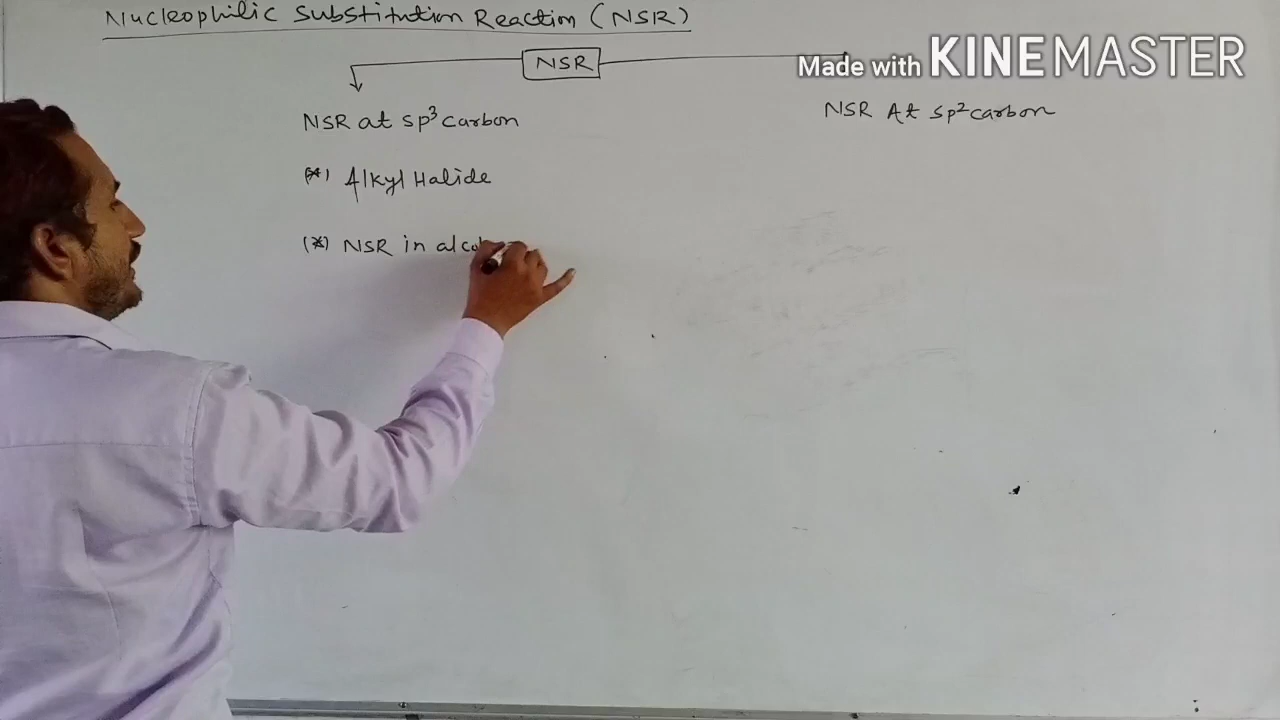 Nucleophilic Substitution Reaction (NSR)
NSR
Made with KINEMASTER
NSR at sp³ carbon
NSR At sp² carbon
(*) Alkyl Halide
(*) NSR in